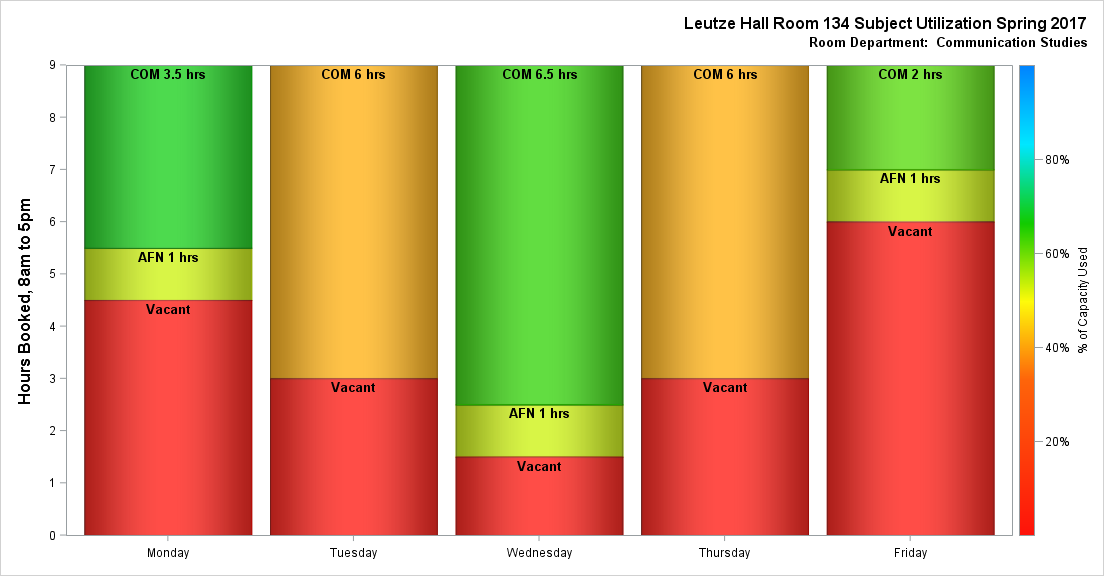 Leutze Hall Room 134 Subject Utilization Spring 2017
Room Department:  Communication Studies
Hours Booked, 8am to 5pm
9
8
7
6
5
4
3
2
1
0
COM 3.5 hrs
AFN 1 hrs
Vacant
COM 6 hrs
Vacant
COM 6.5 hrs
AFN 1 hrs
Vacant
COM 6 hrs
Vacant
COM 2 hrs
AFN 1 hrs
Vacant
Monday
Tuesday
Wednesday
Thursday
Friday
80%
60%
40%
20%
% of Capacity Used